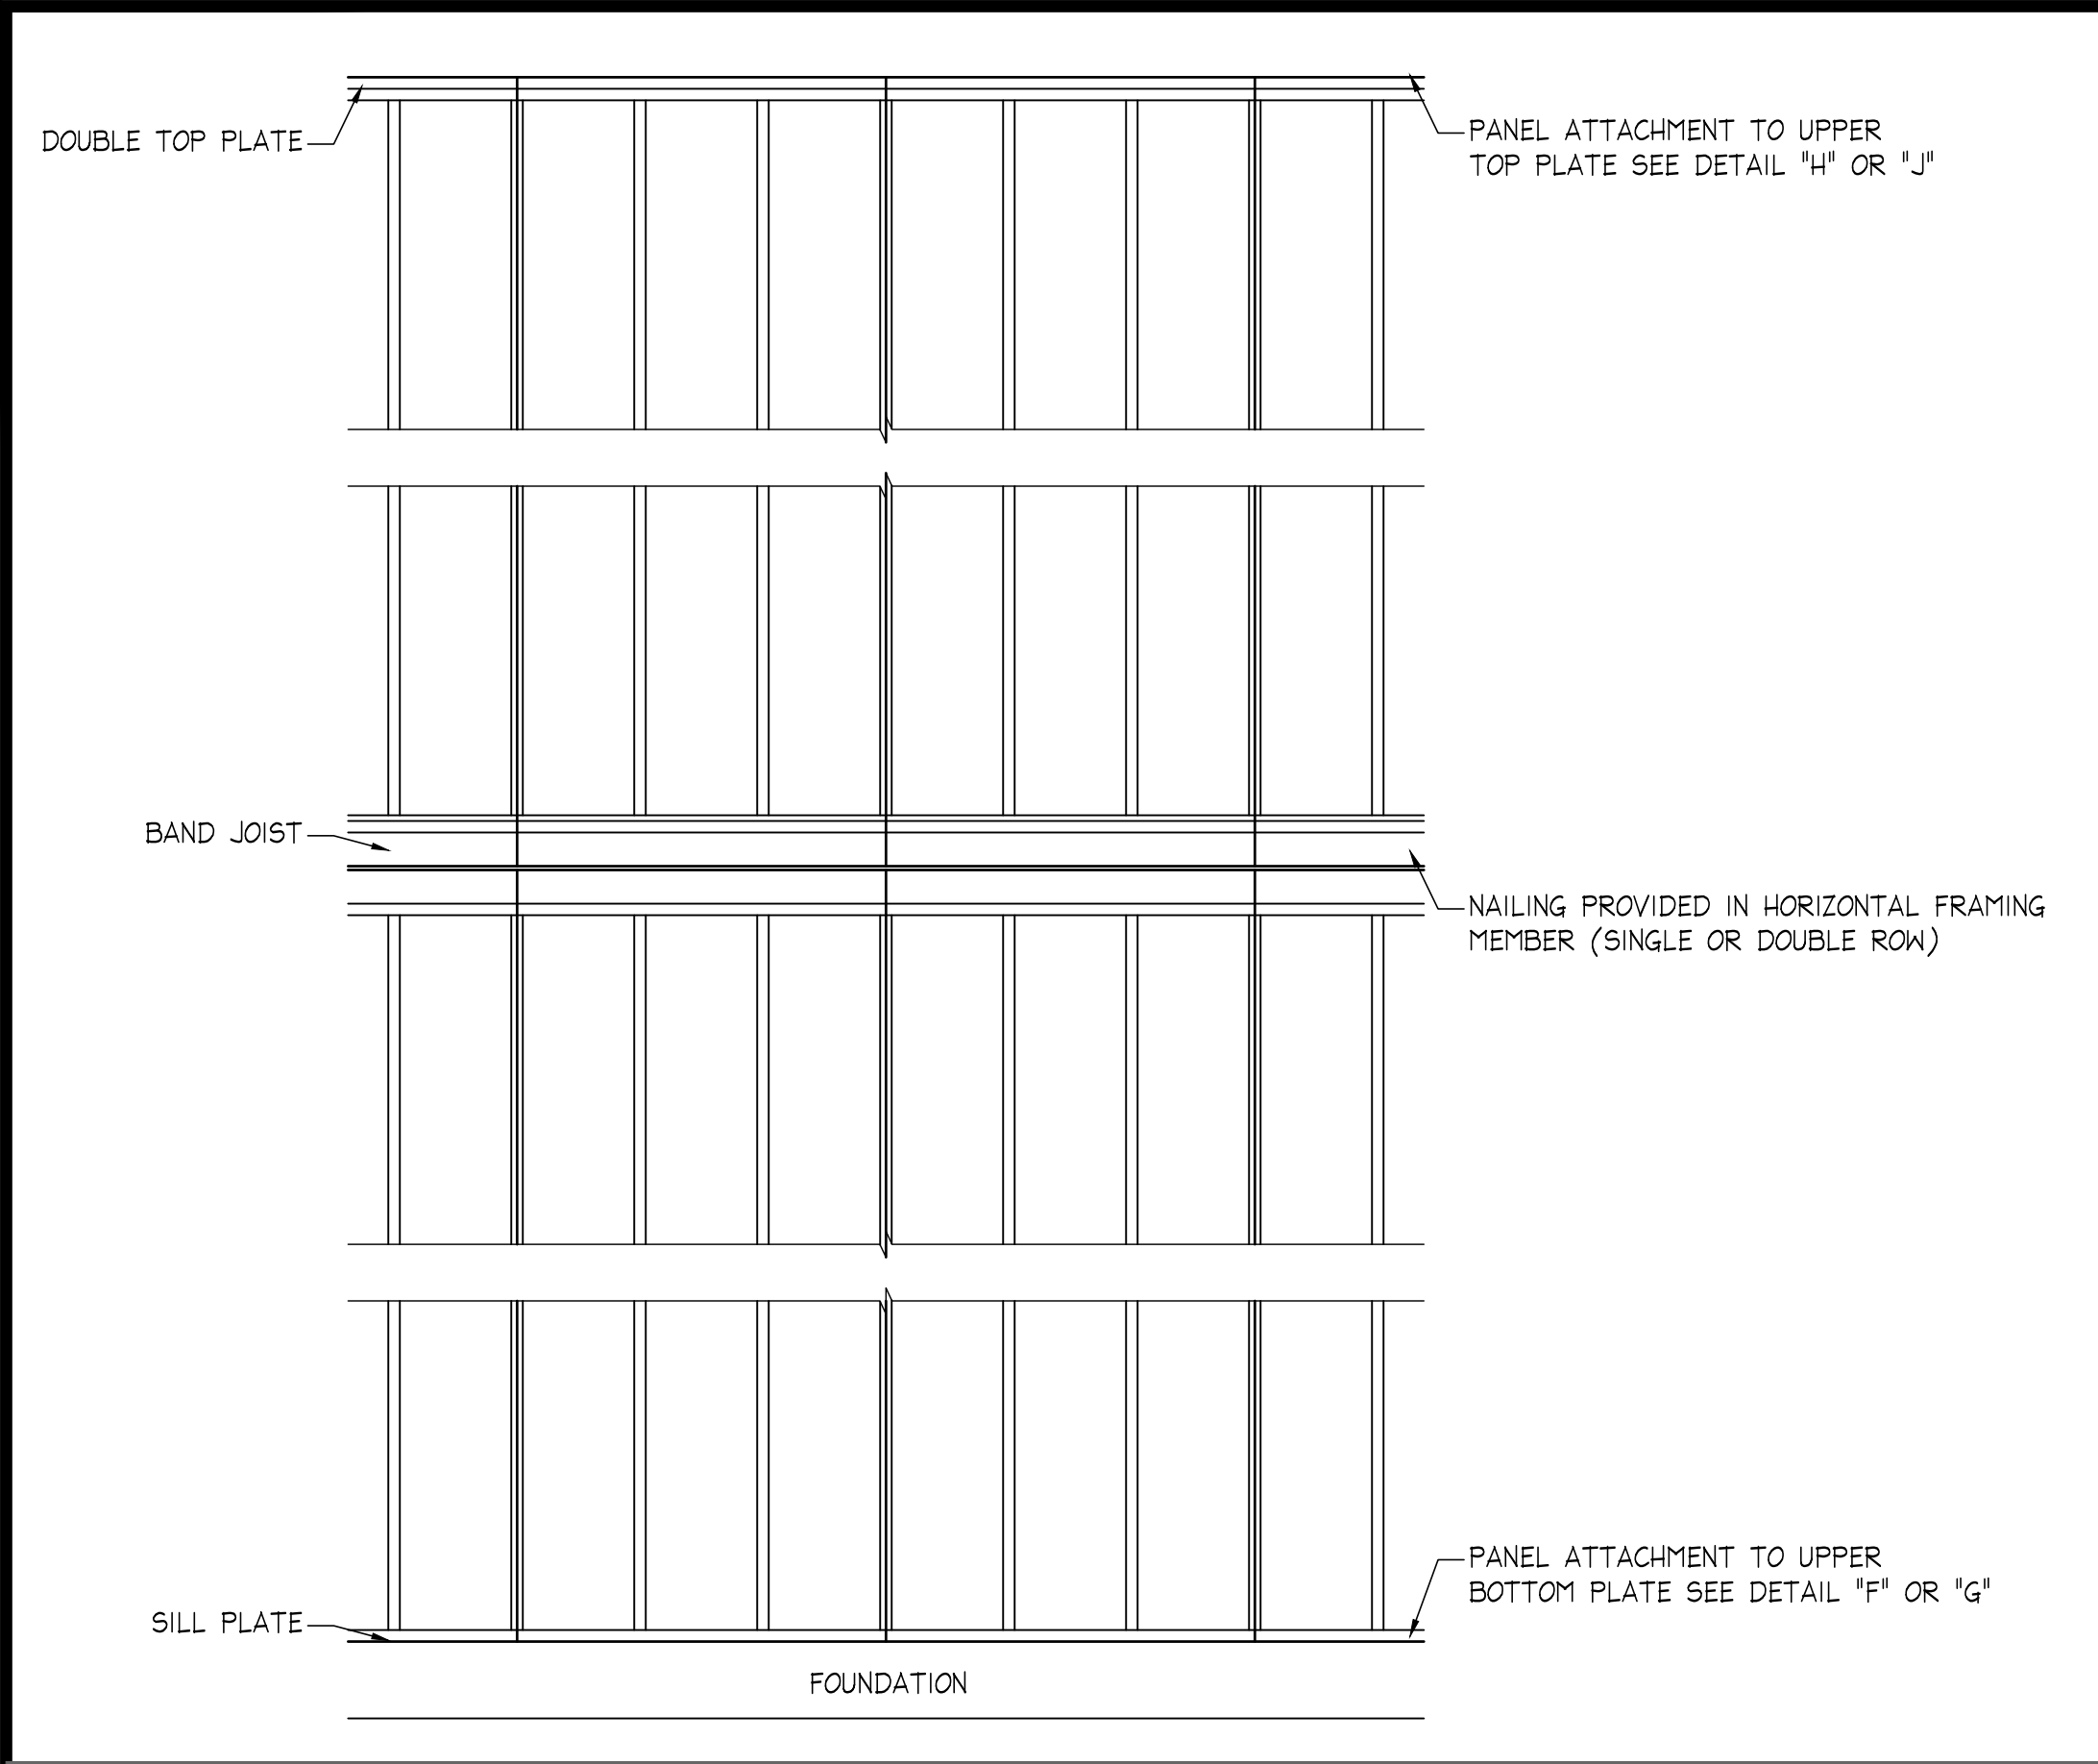 DOUBLE TOP PLATE
PANEL ATTACHMENT TO UPPER
TOP PLATE SEE DETAIL "H" OR "J"
BAND JOIST
NAILING PROVIDED IN HORIZONTAL FRAMING
MEMBER (SINGLE OR DOUBLE ROW)
PANEL ATTACHMENT TO UPPER
BOTTOM PLATE SEE DETAIL "F" OR "G"
SILL PLATE
FOUNDATION